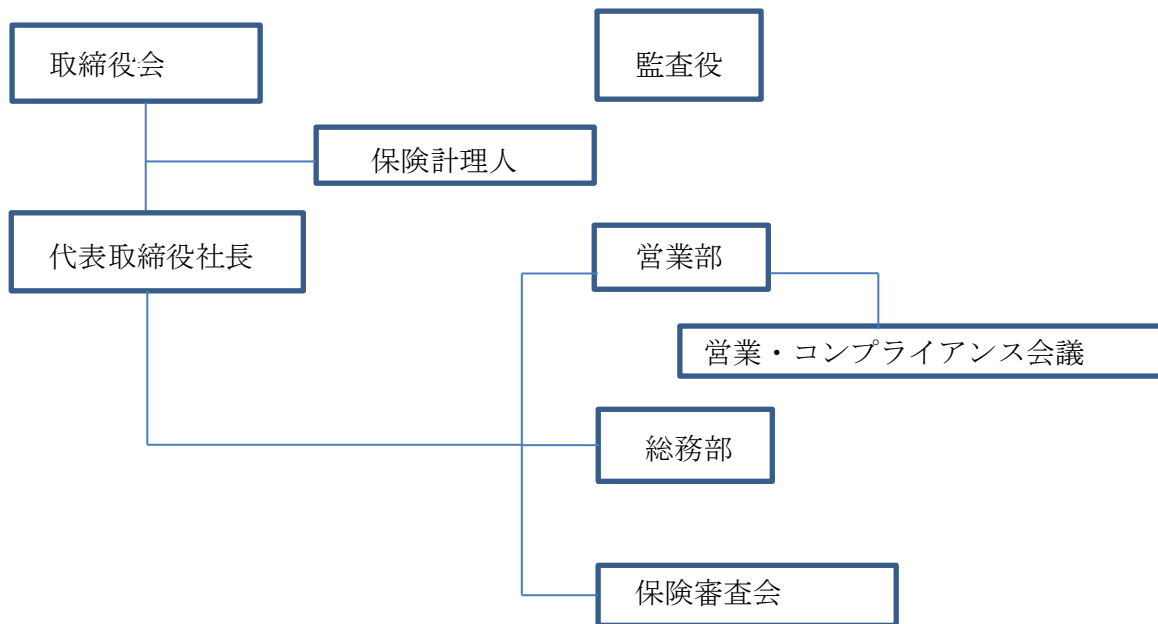 取締役会
監査役
保険計理人
代表取締役社長
営業部
営業・コンプライアンス会議
総務部
保険審査会